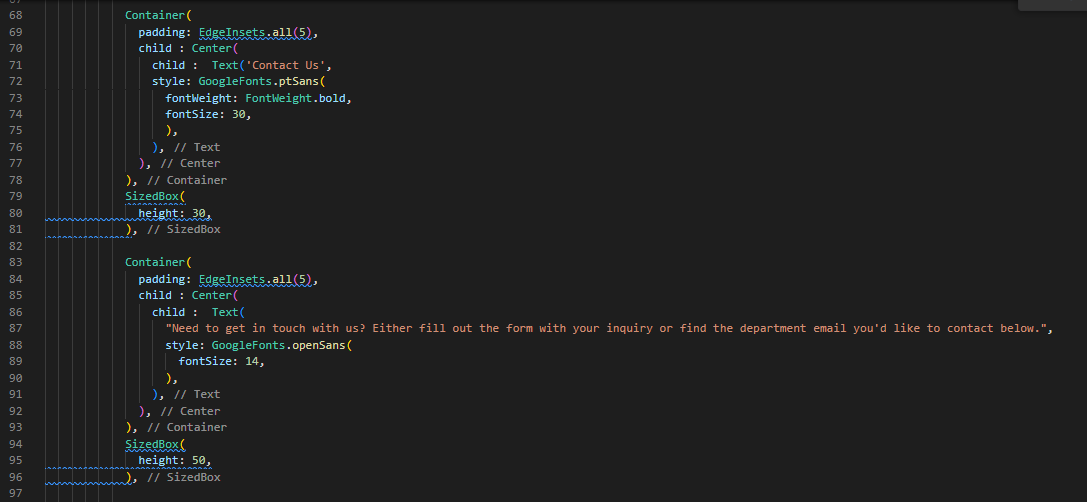 68 Container(
69 padding: EdgeInsets.all(5),
70 child : Center(
71 child :  Text('Contact Us',
72 style: GoogleFonts.ptSans(
73 fontWeight: FontWeight.bold,
74 fontSize: 30,
75 ),
76 ), // Text
77 ), // Center
78 ), // Container
79 SizedBox(
80 height: 30,
81 ), // SizedBox
82
83 Container(
84 padding: EdgeInsets.all(5),
85 child : Center(
86 child :  Text(
87 "Need to get in touch with us? Either fill out the form with your inquiry or find the department email you'd like to contact below.",
88 style: GoogleFonts.openSans(
89 fontSize: 14,
90 ),
91 ), // Text
92 ), // Center
93 ), // Container
94 SizedBox(
95 height: 50,
96 ), // SizedBox
97